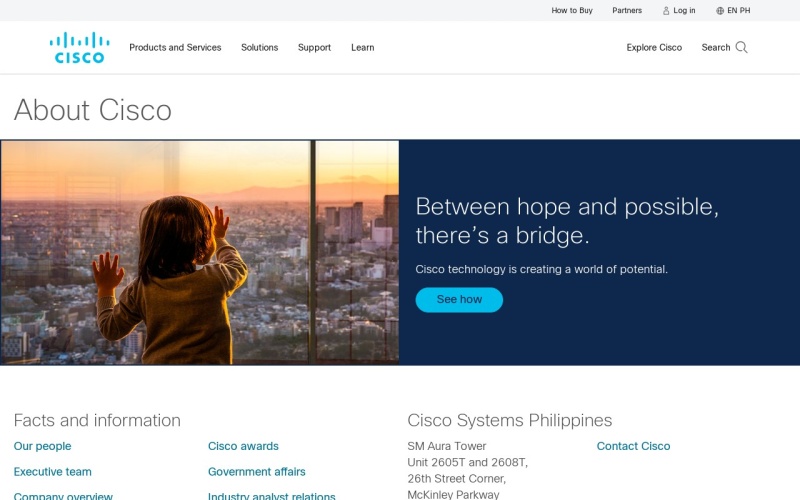 How to Buy
Partners
Log in
EN PH
CISCO
Products and Services
Solutions
Support
Learn
Explore Cisco
Search
About Cisco
Between hope and possible,
there's a bridge.
Cisco technology is creating a world of potential.
See how
Facts and information
Our people
Cisco awards
Executive team
Government affairs
Company overview
Industry analyst relations
Cisco Systems Philippines
SM Aura Tower
Unit 2605T and 2608T,
26th Street Corner,
McKinley Parkway
Contact Cisco